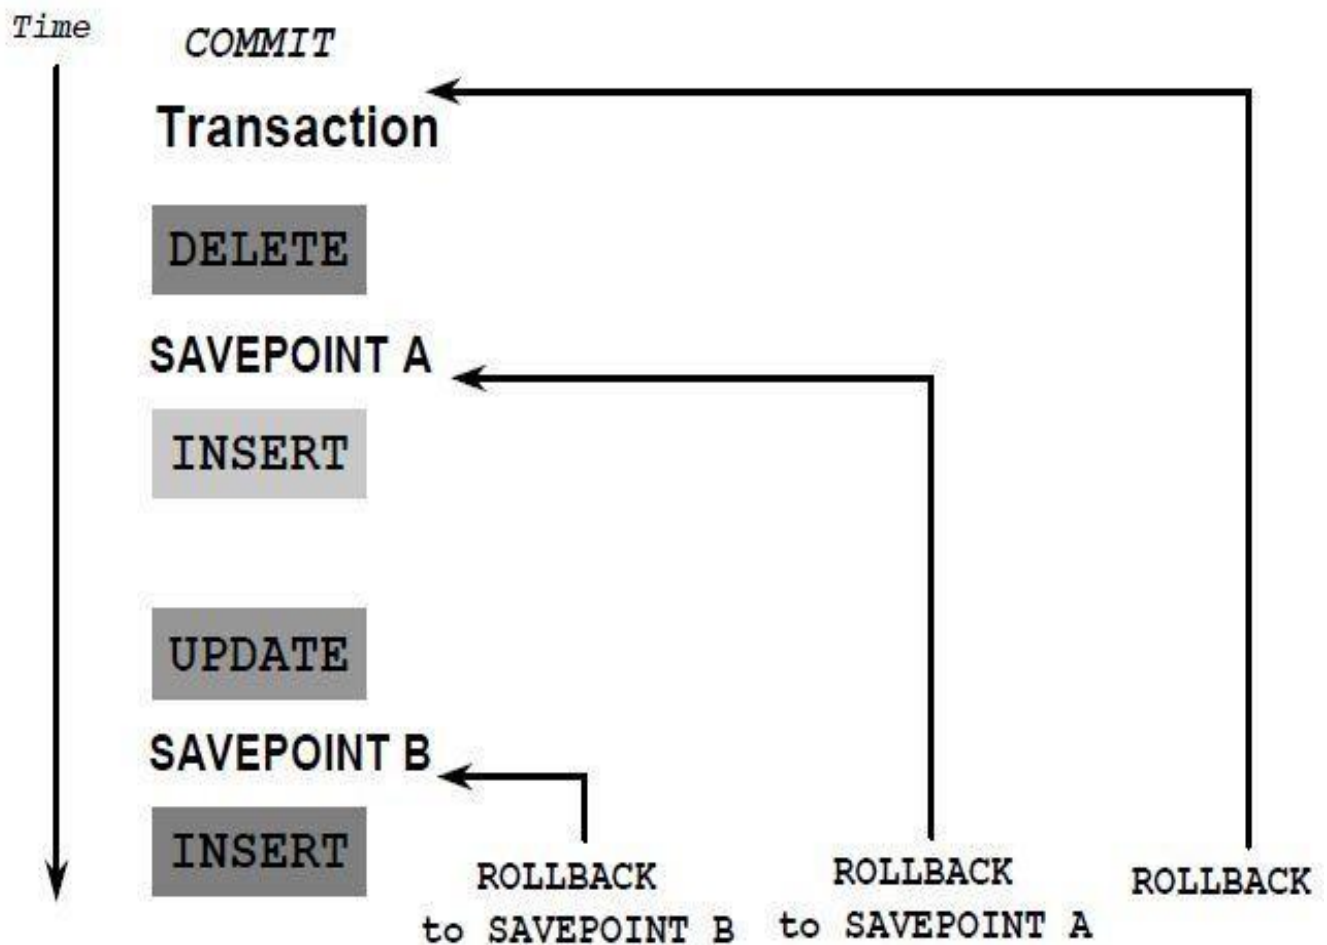 Time
COMMIT
Transaction
DELETE
SAVEPOINT A
INSERT
UPDATE
SAVEPOINT B
INSERT
ROLLBACK
to SAVEPOINT B
ROLLBACK
to SAVEPOINT A
ROLLBACK